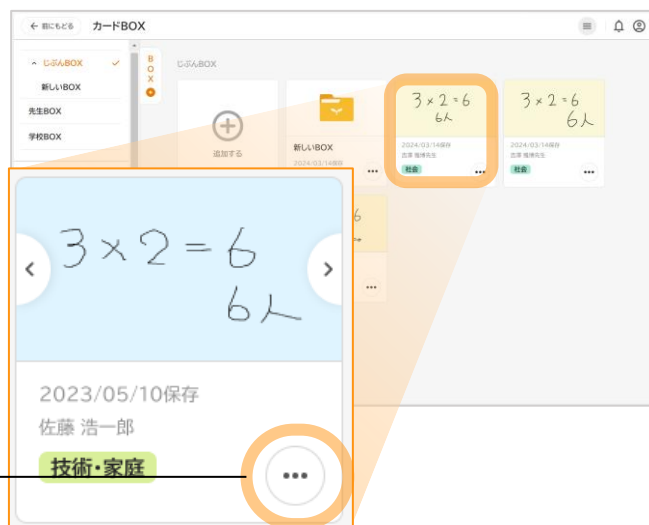 ← 前にもどる カードBOX
じぶんBOX
新しいBOX
先生BOX
学校BOX
BOX
じぶんBOX
追加する
新しいBOX
2024/03/14保存
3×2=6
6人
2024/03/14保存
社会
3×2=6
6人
2024/03/14保存
社会
6
3×2=6
6人
2023/05/10保存
佐藤 浩一郎
技術・家庭